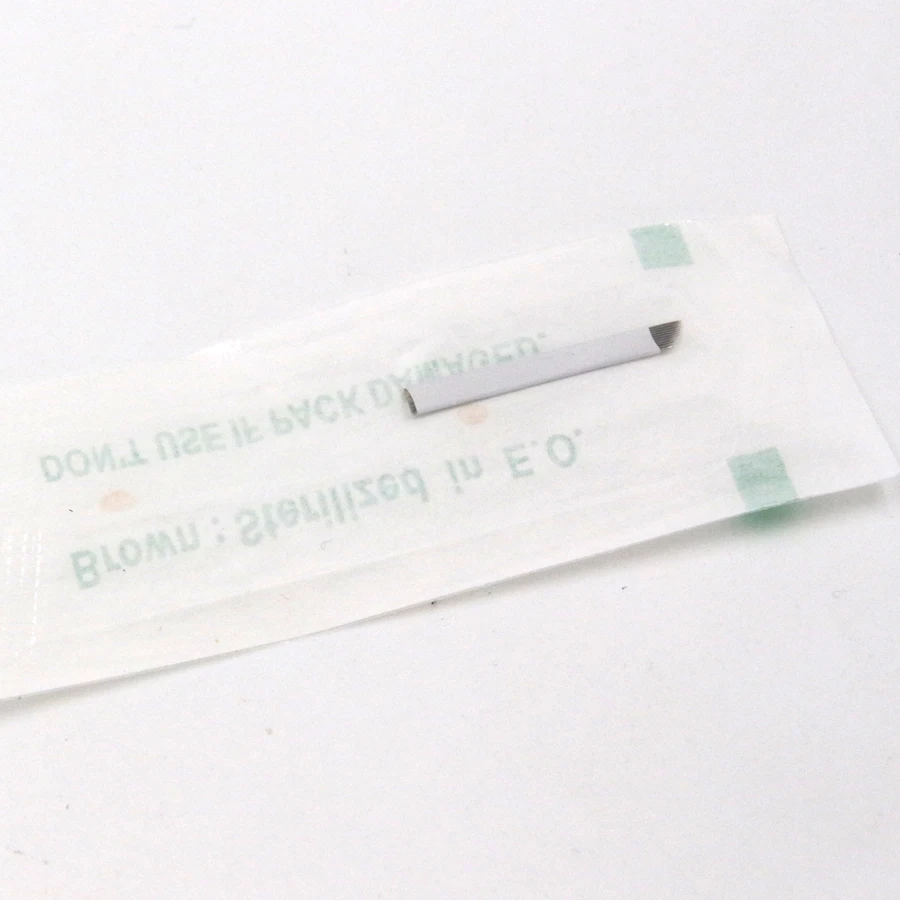 DON'T USE IF PACK DAMAGED.
Brown : Sterilized in E.O.